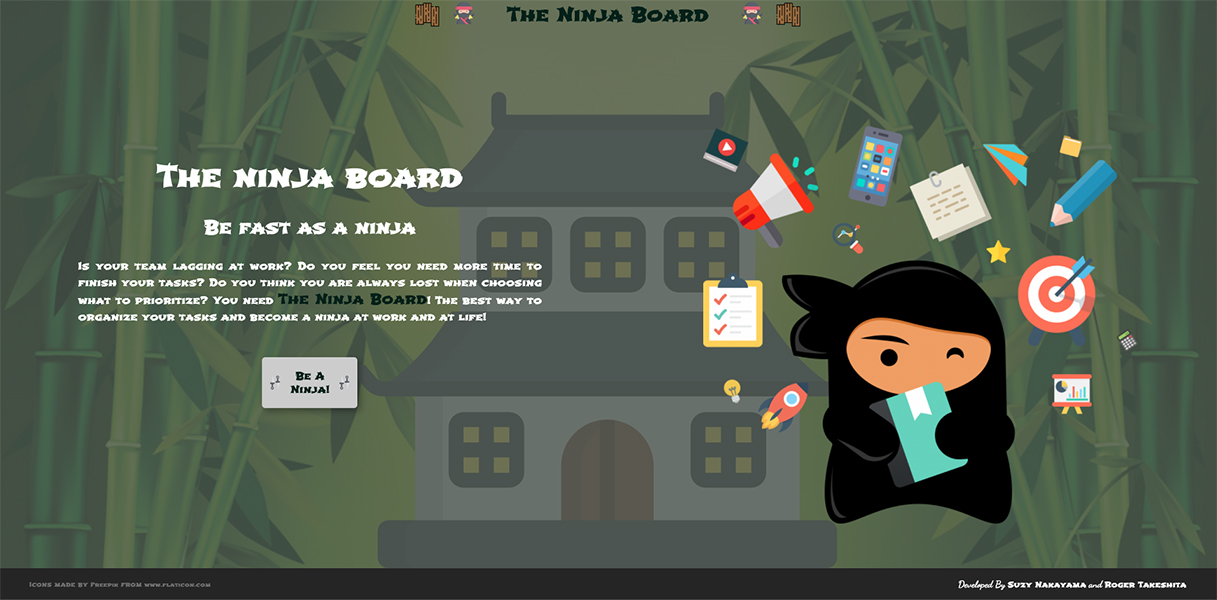 The Ninja Board
The ninja board
Be fast as a ninja
Is your team lagging at work? Do you feel you need more time to
finish your tasks? Do you think you are always lost when choosing
what to prioritize? You need The Ninja Board! The best way to
organize your tasks and become a ninja at work and at life!
Be A
Ninja!
Icons made by Freepik from www.flaticon.com
Developed By Suzy Nakayama and Roger Takeshita